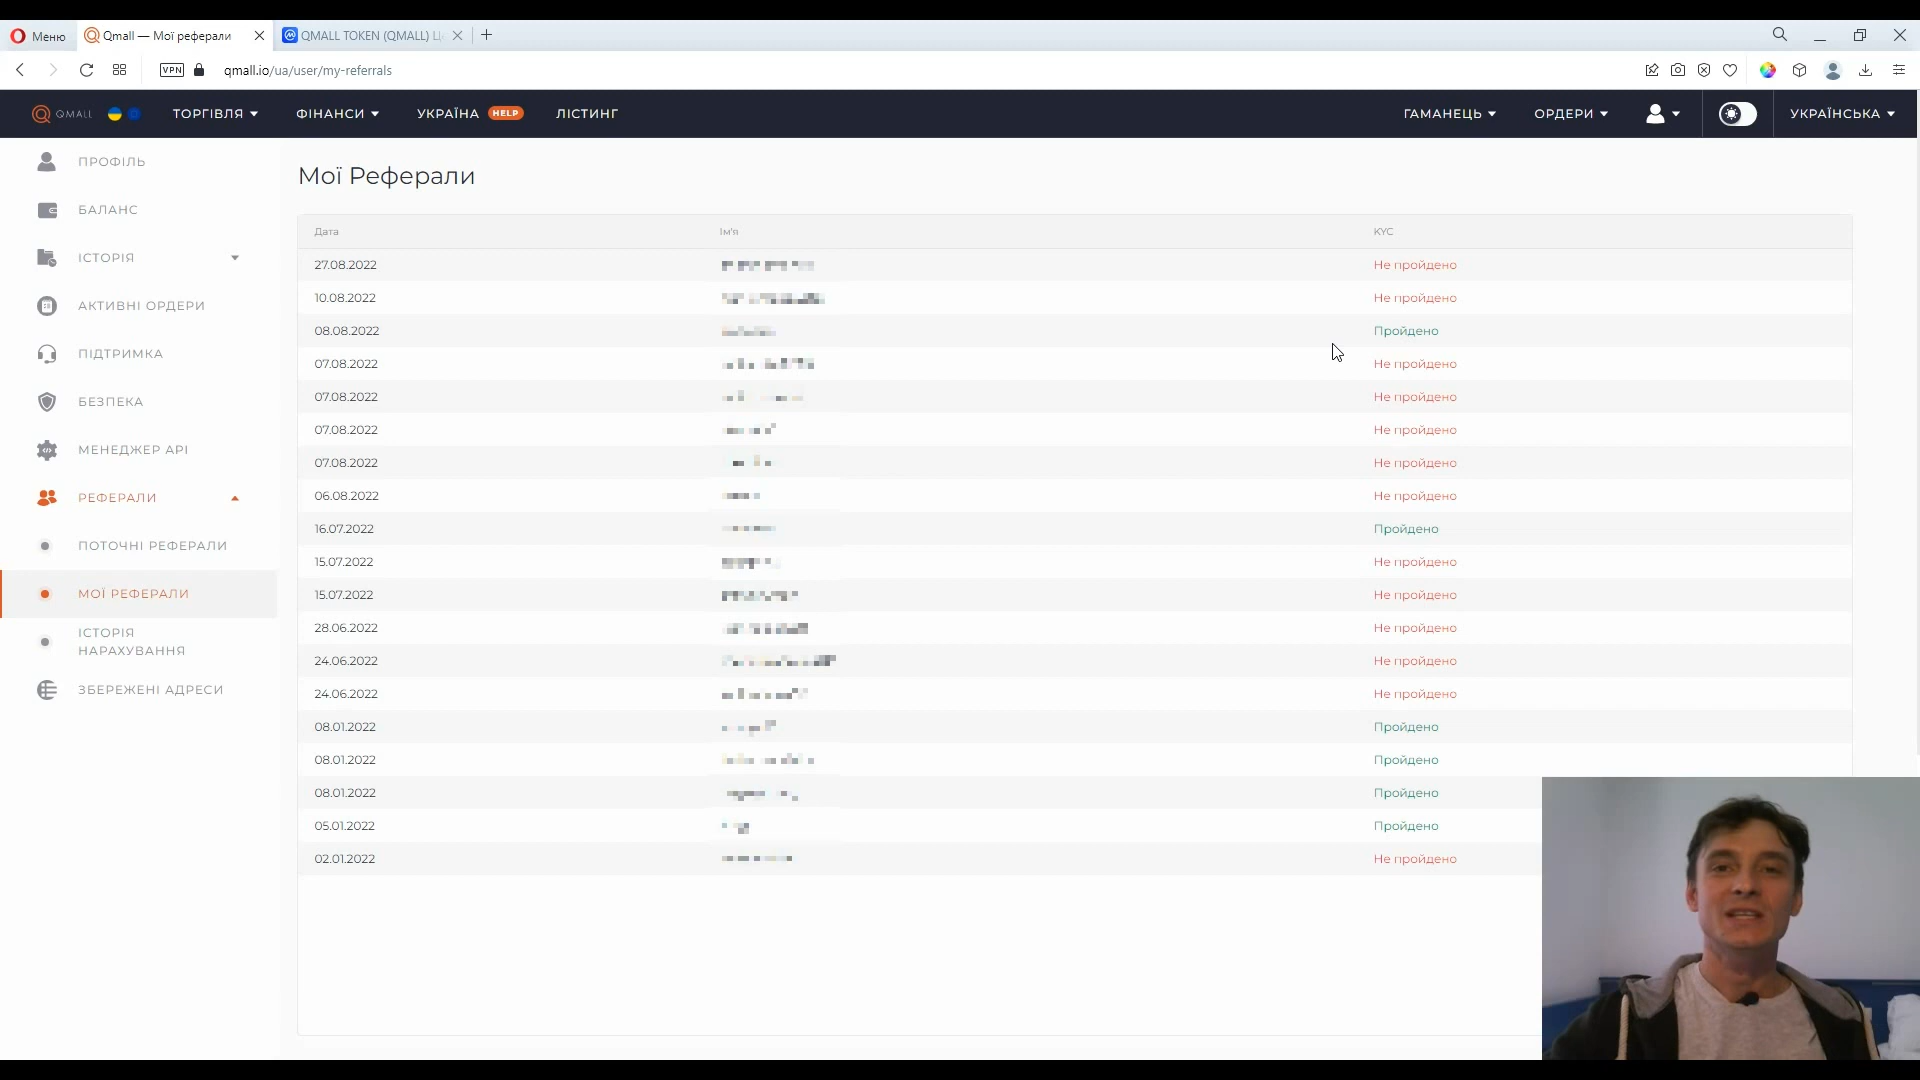 Меню
Qmall — Мої реферали
QMALL TOKEN (QMALL) Ц
VPN
qmall.io/ua/user/my-referrals
QMALL
ТОРГІВЛЯ
ФІНАНСИ
УКРАЇНА HELP
ЛІСТИНГ
ГАМАНЕЦЬ
ОРДЕРИ
УКРАЇНСЬКА
ПРОФІЛЬ
БАЛАНС
ІСТОРІЯ
АКТИВНІ ОРДЕРИ
ПІДТРИМКА
БЕЗПЕКА
МЕНЕДЖЕР API
РЕФЕРАЛИ
ПОТОЧНІ РЕФЕРАЛИ
МОЇ РЕФЕРАЛИ
ІСТОРІЯ
НАРАХУВАННЯ
ЗБЕРЕЖЕНІ АДРЕСИ
Мої Реферали
Дата Ім'я KYC
27.08.2022 Не пройдено
10.08.2022 Не пройдено
08.08.2022 Пройдено
07.08.2022 Не пройдено
07.08.2022 Не пройдено
07.08.2022 Не пройдено
07.08.2022 Не пройдено
06.08.2022 Не пройдено
16.07.2022 Пройдено
15.07.2022 Не пройдено
15.07.2022 Не пройдено
28.06.2022 Не пройдено
24.06.2022 Не пройдено
24.06.2022 Не пройдено
08.01.2022 Пройдено
08.01.2022 Пройдено
08.01.2022 Пройдено
05.01.2022 Пройдено
02.01.2022 Не пройдено